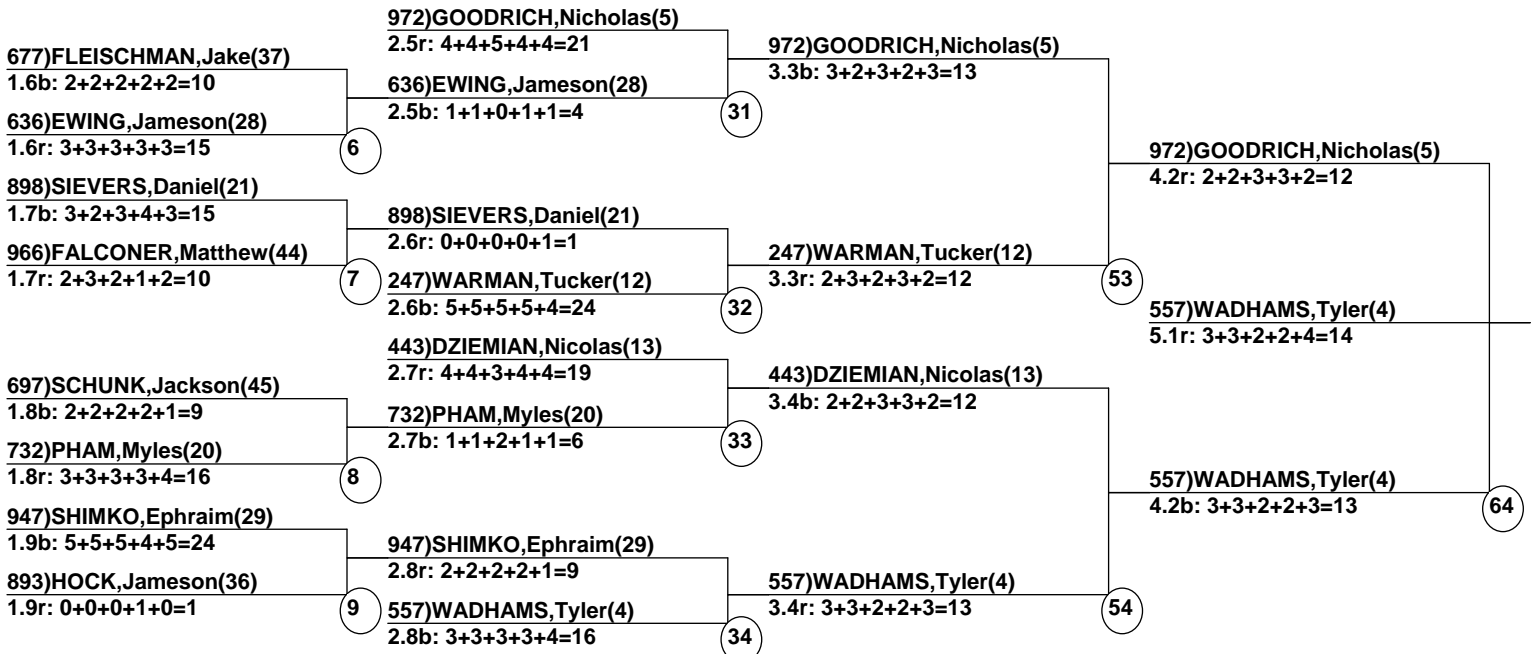 677)FLEISCHMAN,Jake(37)
1.6b: 2+2+2+2+2=10
636)EWING,Jameson(28)
1.6r: 3+3+3+3+3=15
6
898)SIEVERS,Daniel(21)
1.7b: 3+2+3+4+3=15
966)FALCONER,Matthew(44)
1.7r: 2+3+2+1+2=10
7
697)SCHUNK,Jackson(45)
1.8b: 2+2+2+2+1=9
732)PHAM,Myles(20)
1.8r: 3+3+3+3+4=16
8
947)SHIMKO,Ephraim(29)
1.9b: 5+5+5+4+5=24
893)HOCK,Jameson(36)
1.9r: 0+0+0+1+0=1
9
972)GOODRICH,Nicholas(5)
2.5r: 4+4+5+4+4=21
636)EWING,Jameson(28)
2.5b: 1+1+0+1+1=4
31
898)SIEVERS,Daniel(21)
2.6r: 0+0+0+0+1=1
247)WARMAN,Tucker(12)
2.6b: 5+5+5+5+4=24
32
443)DZIEMIAN,Nicolas(13)
2.7r: 4+4+3+4+4=19
732)PHAM,Myles(20)
2.7b: 1+1+2+1+1=6
33
947)SHIMKO,Ephraim(29)
2.8r: 2+2+2+2+1=9
557)WADHAMS,Tyler(4)
2.8b: 3+3+3+3+4=16
34
972)GOODRICH,Nicholas(5)
3.3b: 3+2+3+2+3=13
247)WARMAN,Tucker(12)
3.3r: 2+3+2+3+2=12
53
443)DZIEMIAN,Nicolas(13)
3.4b: 2+2+3+3+2=12
557)WADHAMS,Tyler(4)
3.4r: 3+3+2+2+3=13
54
972)GOODRICH,Nicholas(5)
4.2r: 2+2+3+3+2=12
557)WADHAMS,Tyler(4)
4.2b: 3+3+2+2+3=13
64
557)WADHAMS,Tyler(4)
5.1r: 3+3+2+2+4=14